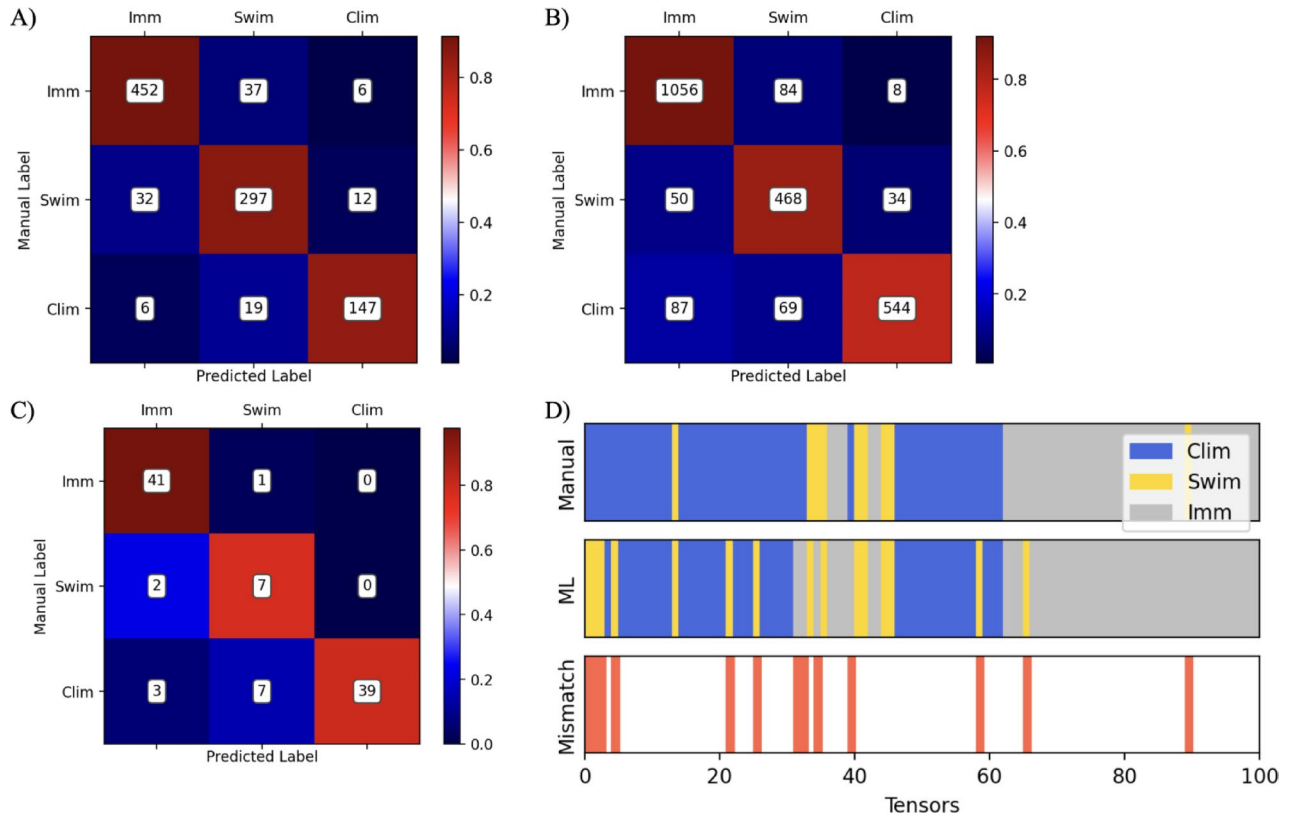 A)
Imm Swim Clim
Imm 452 37 6 0.8
0.6
Manual Label
Swim 32 297 12
0.4
Clim 6 19 147 0.2
Predicted Label
B)
Imm Swim Clim
Imm 1056 84 8 0.8
0.6
Manual Label
Swim 50 468 34
0.4
Clim 87 69 544 0.2
Predicted Label
C)
Imm Swim Clim
Imm 41 1 0 0.8
0.6
Manual Label
Swim 2 7 0
0.4
Clim 3 7 39 0.2
0.0
Predicted Label
D)
Manual
Clim
Swim
Imm
ML
Mismatch
0 20 40 60 80 100
Tensors